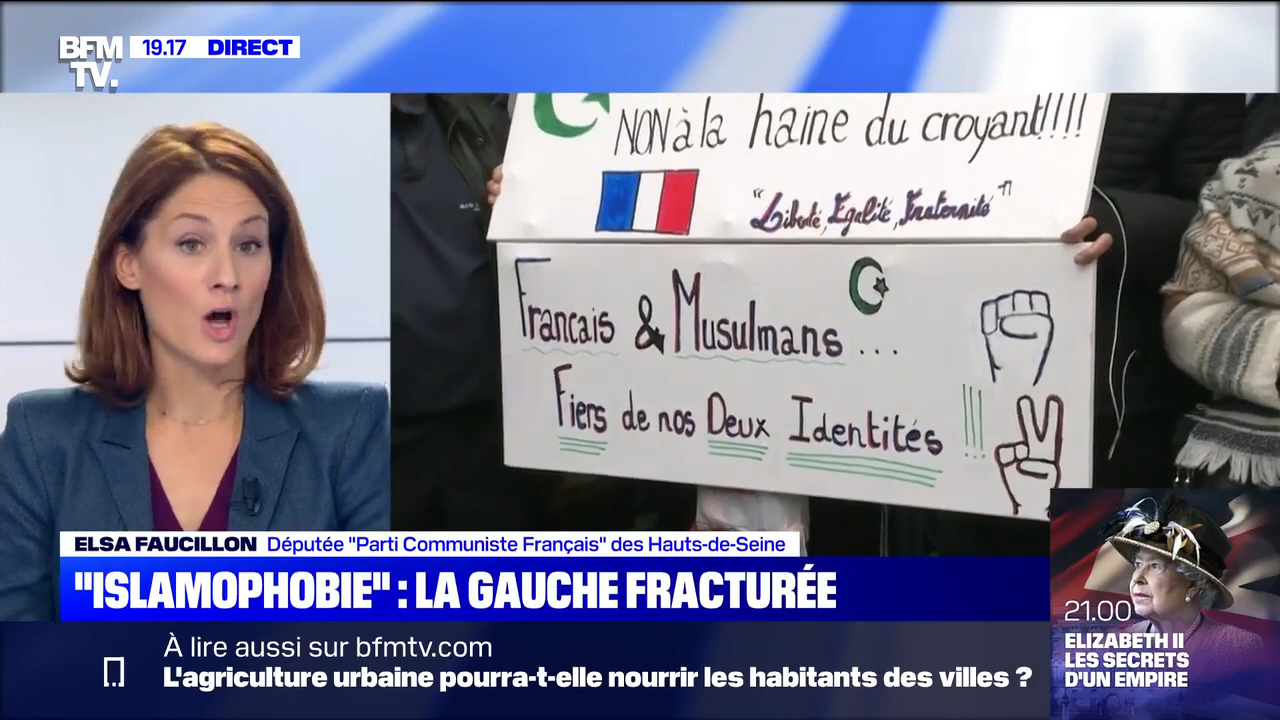 BFM
TV.
19.17 DIRECT
NON à la haine du croyant!!!!
"Liberté, Egalité, Fraternité"
Francais & Musulmans...
Fiers de nos Deux Identités !!!
ELSA FAUCILLON Députée "Parti Communiste Français" des Hauts-de-Seine
"ISLAMOPHOBIE" : LA GAUCHE FRACTURÉE
À lire aussi sur bfmtv.com
L'agriculture urbaine pourra-t-elle nourrir les habitants des villes ?
21.00
ELIZABETH II
LES SECRETS
D'UN EMPIRE